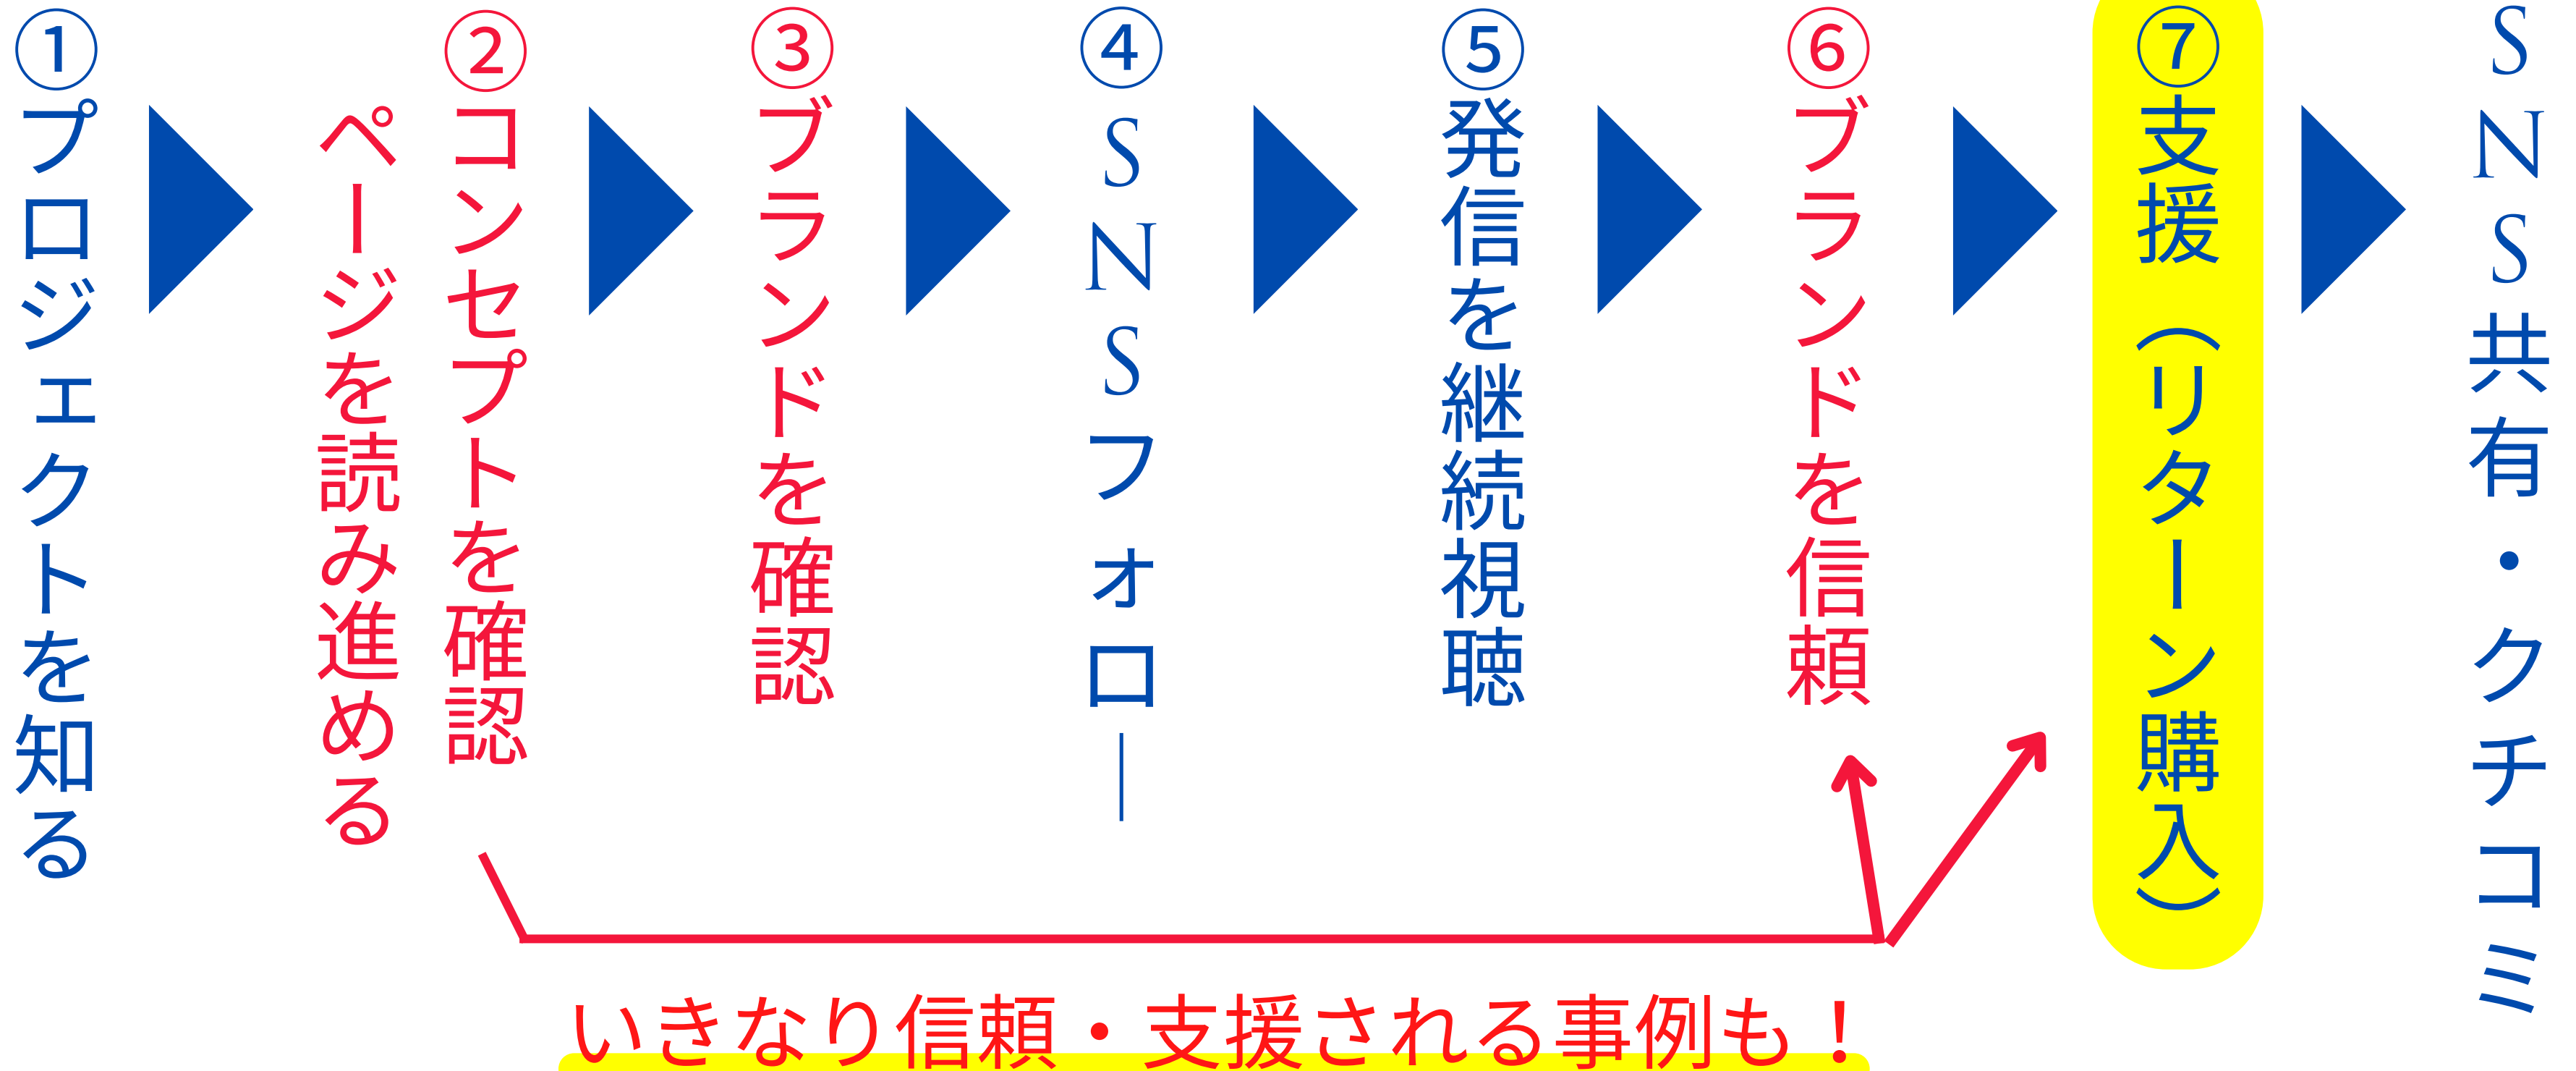 ①プロジェクトを知る
②コンセプトを確認
ページを読み進める
③ブランドを確認
④SNSフォロー
⑤発信を継続視聴
⑥ブランドを信頼
⑦支援（リターン購入）
SNS共有・クチコミ
いきなり信頼・支援される事例も！